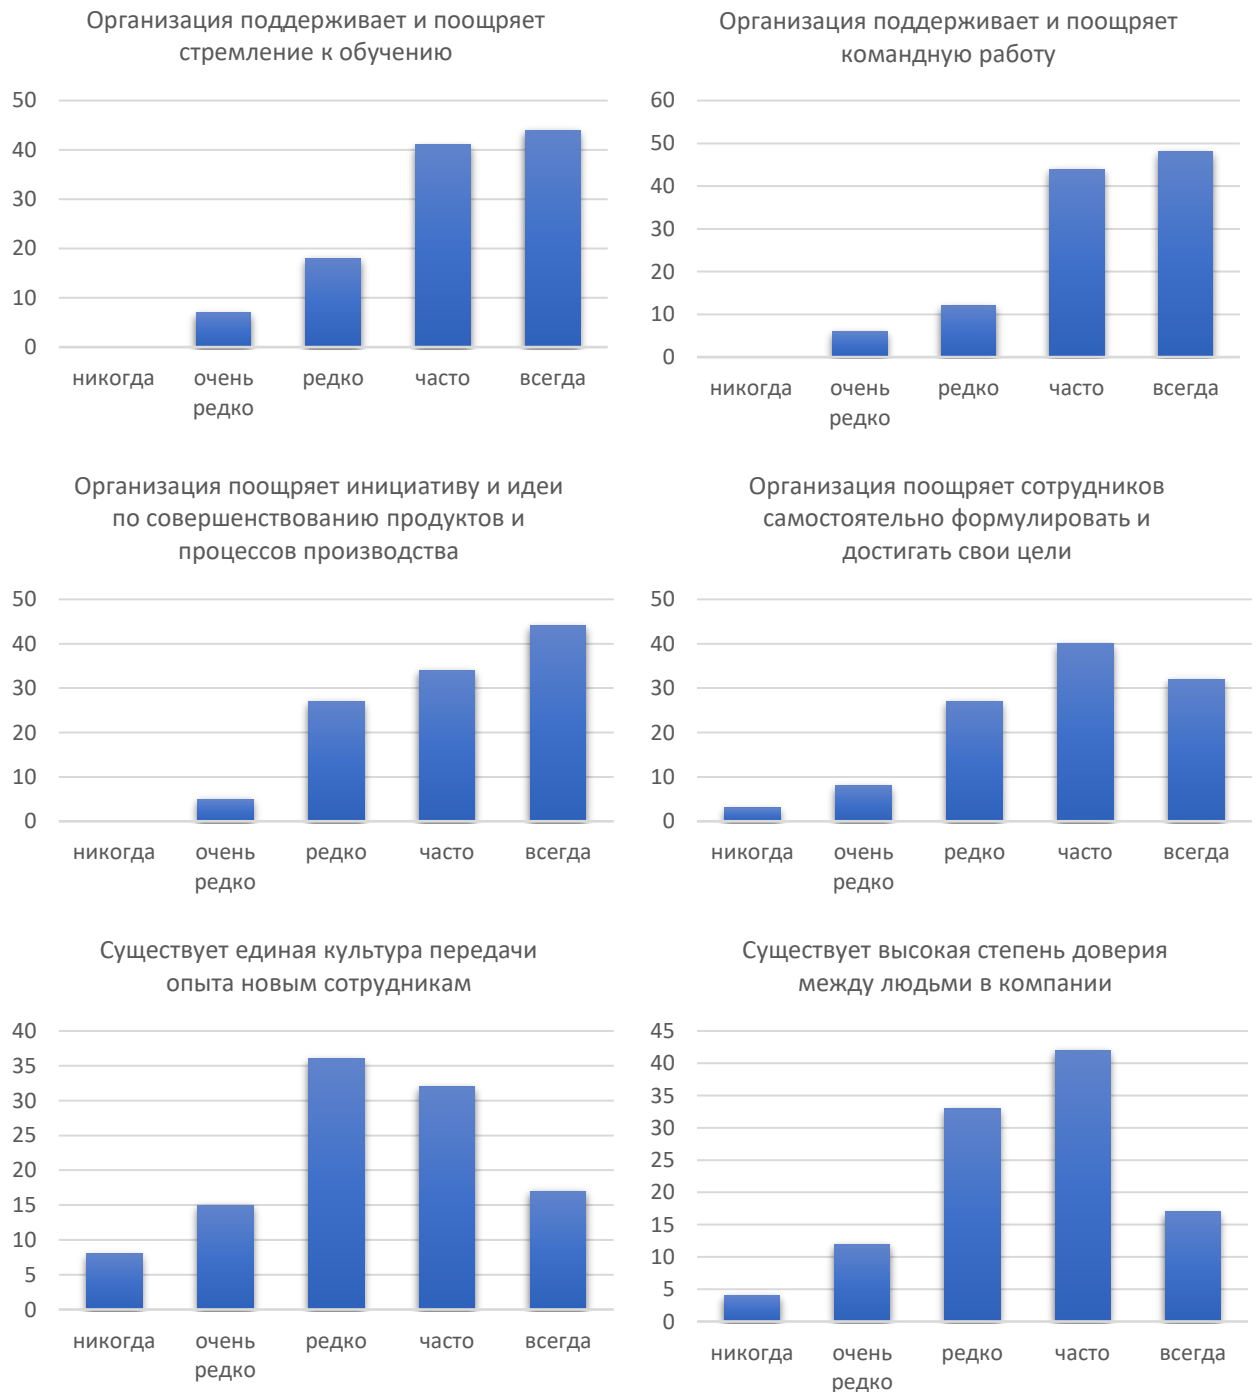 Организация поддерживает и поощряет
стремление к обучению
50
40
30
20
10
0
никогда
очень
редко
редко
часто
всегда
Организация поддерживает и поощряет
командную работу
60
50
40
30
20
10
0
никогда
очень
редко
редко
часто
всегда
Организация поощряет инициативу и идеи
по совершенствованию продуктов и
процессов производства
50
40
30
20
10
0
никогда
очень
редко
редко
часто
всегда
Организация поощряет сотрудников
самостоятельно формулировать и
достигать свои цели
50
40
30
20
10
0
никогда
очень
редко
редко
часто
всегда
Существует единая культура передачи
опыта новым сотрудникам
40
35
30
25
20
15
10
5
0
никогда
очень
редко
редко
часто
всегда
Существует высокая степень доверия
между людьми в компании
45
40
35
30
25
20
15
10
5
0
никогда
очень
редко
редко
часто
всегда